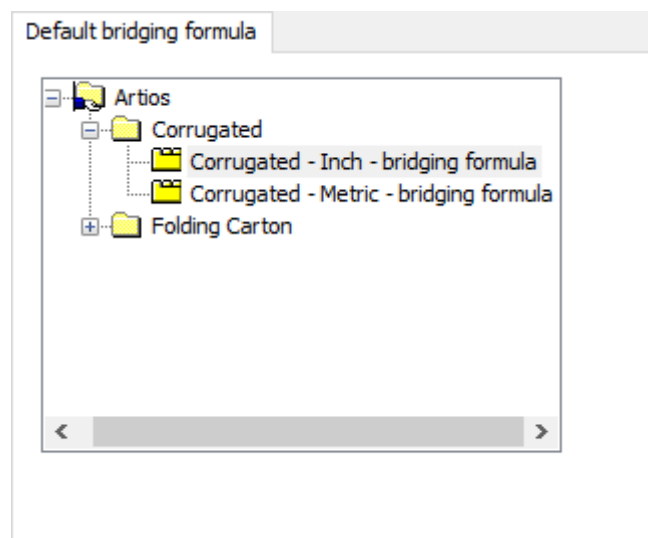 Default bridging formula
Artios
Corrugated
Corrugated - Inch - bridging formula
Corrugated - Metric - bridging formula
Folding Carton